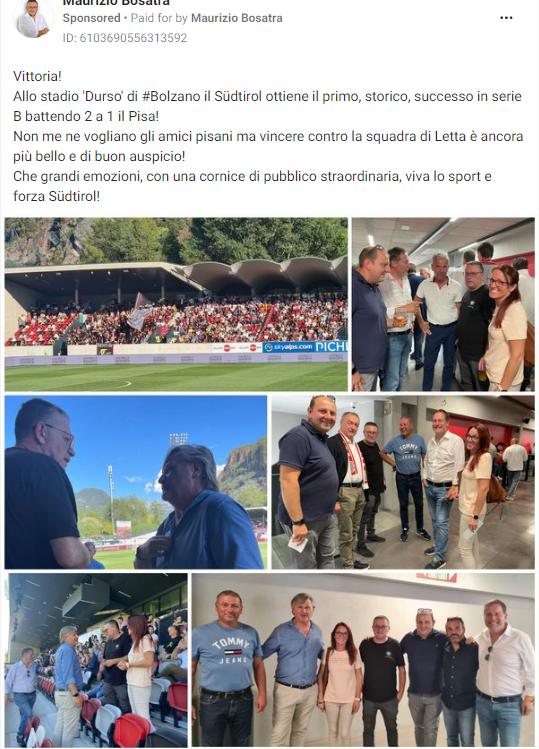 Maurizio Bosatra
Sponsored • Paid for by Maurizio Bosatra
ID: 6103690556313592
Vittoria!
Allo stadio 'Durso' di #Bolzano il Südtirol ottiene il primo, storico, successo in serie
B battendo 2 a 1 il Pisa!
Non me ne vogliano gli amici pisani ma vincere contro la squadra di Letta è ancora
più bello e di buon auspicio!
Che grandi emozioni, con una cornice di pubblico straordinaria, viva lo sport e
forza Südtirol!
skyalps.com
TOMMY
JEANS
TOMMY
JEANS